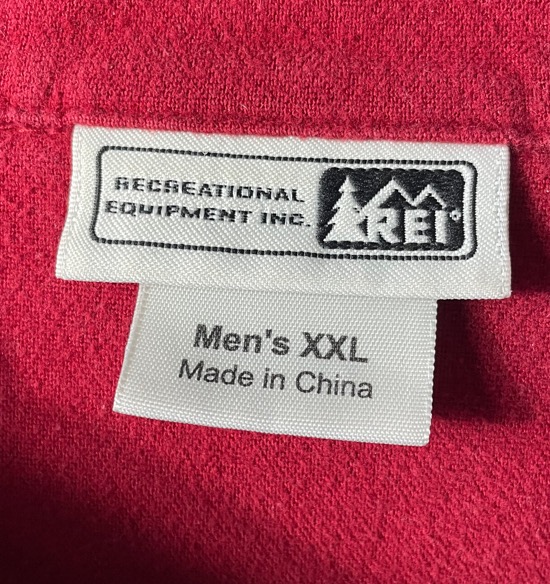 RECREATIONAL
EQUIPMENT INC.
REI®
Men's XXL
Made in China